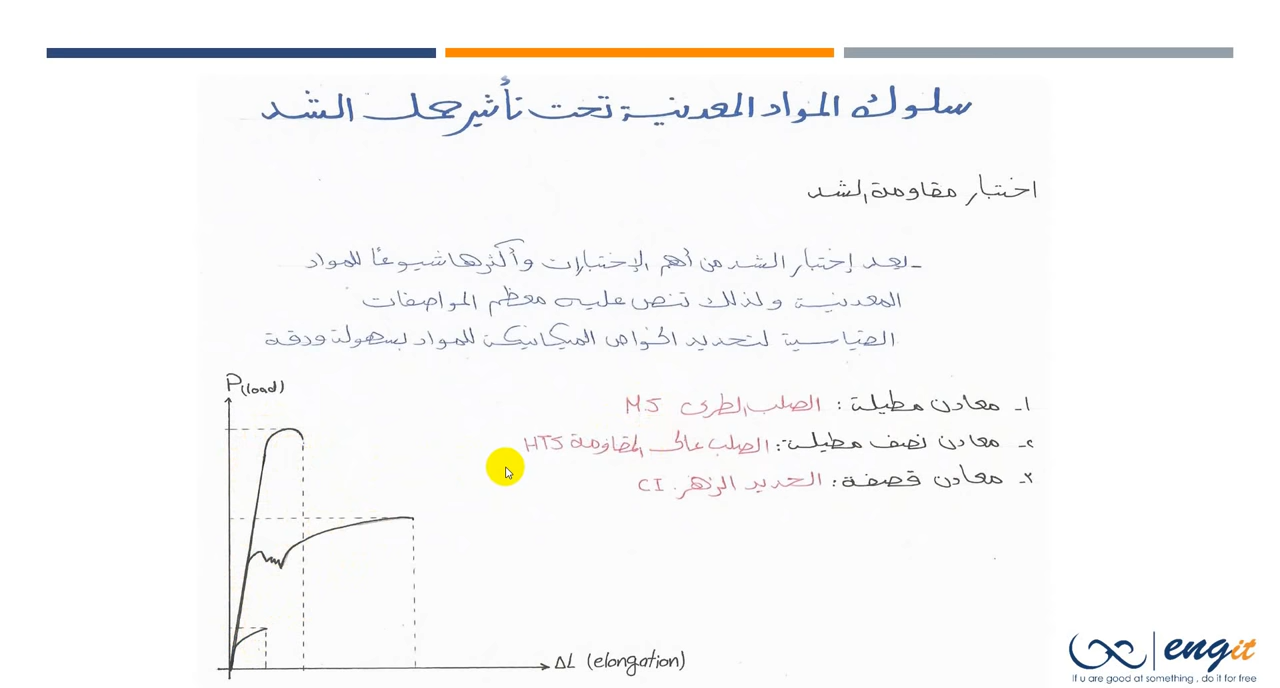 سلوك المواد المعدنية تحت تأثير حمل الشد
اختبار مقاومة الشد
- يعد إختبار الشد من أهم الإختبارات وأكثرها شيوعًا للمواد
المعدنية ولذلك تنص عليه معظم المواصفات
القياسية لتحديد الخواص الميكانيكية للمواد بسهولة ودقة
١- معادن مطيلة: الصلب الطرى MS
٢- معادن نصف مطيلة: الصلب عالى المقاومة HTS
٣- معادن قصفة: الحديد الزهر. CI
P(load)
ΔL (elongation)
engit
If u are good at something , do it for free